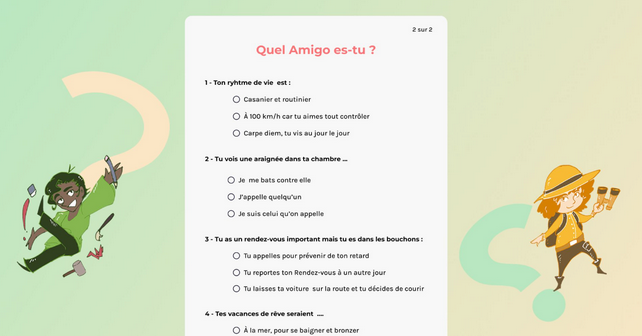 2 sur 2
Quel Amigo es-tu ?
1 - Ton ryhtme de vie est :
Casanier et routinier
À 100 km/h car tu aimes tout contrôler
Carpe diem, tu vis au jour le jour
2 - Tu vois une araignée dans ta chambre ...
Je me bats contre elle
J'appelle quelqu'un
Je suis celui qu'on appelle
3 - Tu as un rendez-vous important mais tu es dans les bouchons :
Tu appelles pour prévenir de ton retard
Tu reportes ton Rendez-vous à un autre jour
Tu laisses ta voiture sur la route et tu décides de courir
4 - Tes vacances de rêve seraient ....
À la mer, pour se baigner et bronzer